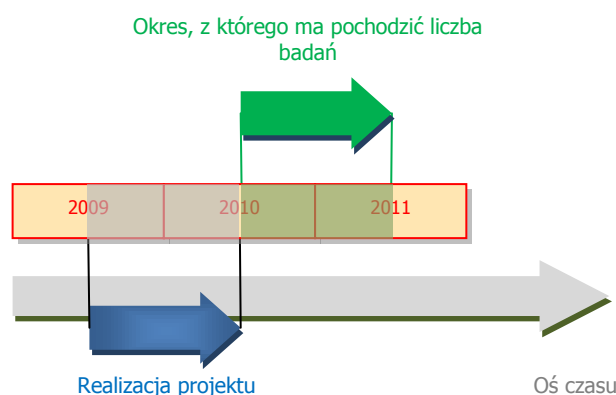 Okres, z którego ma pochodzić liczba
badań
2009
2010
2011
Realizacja projektu
Oś czasu